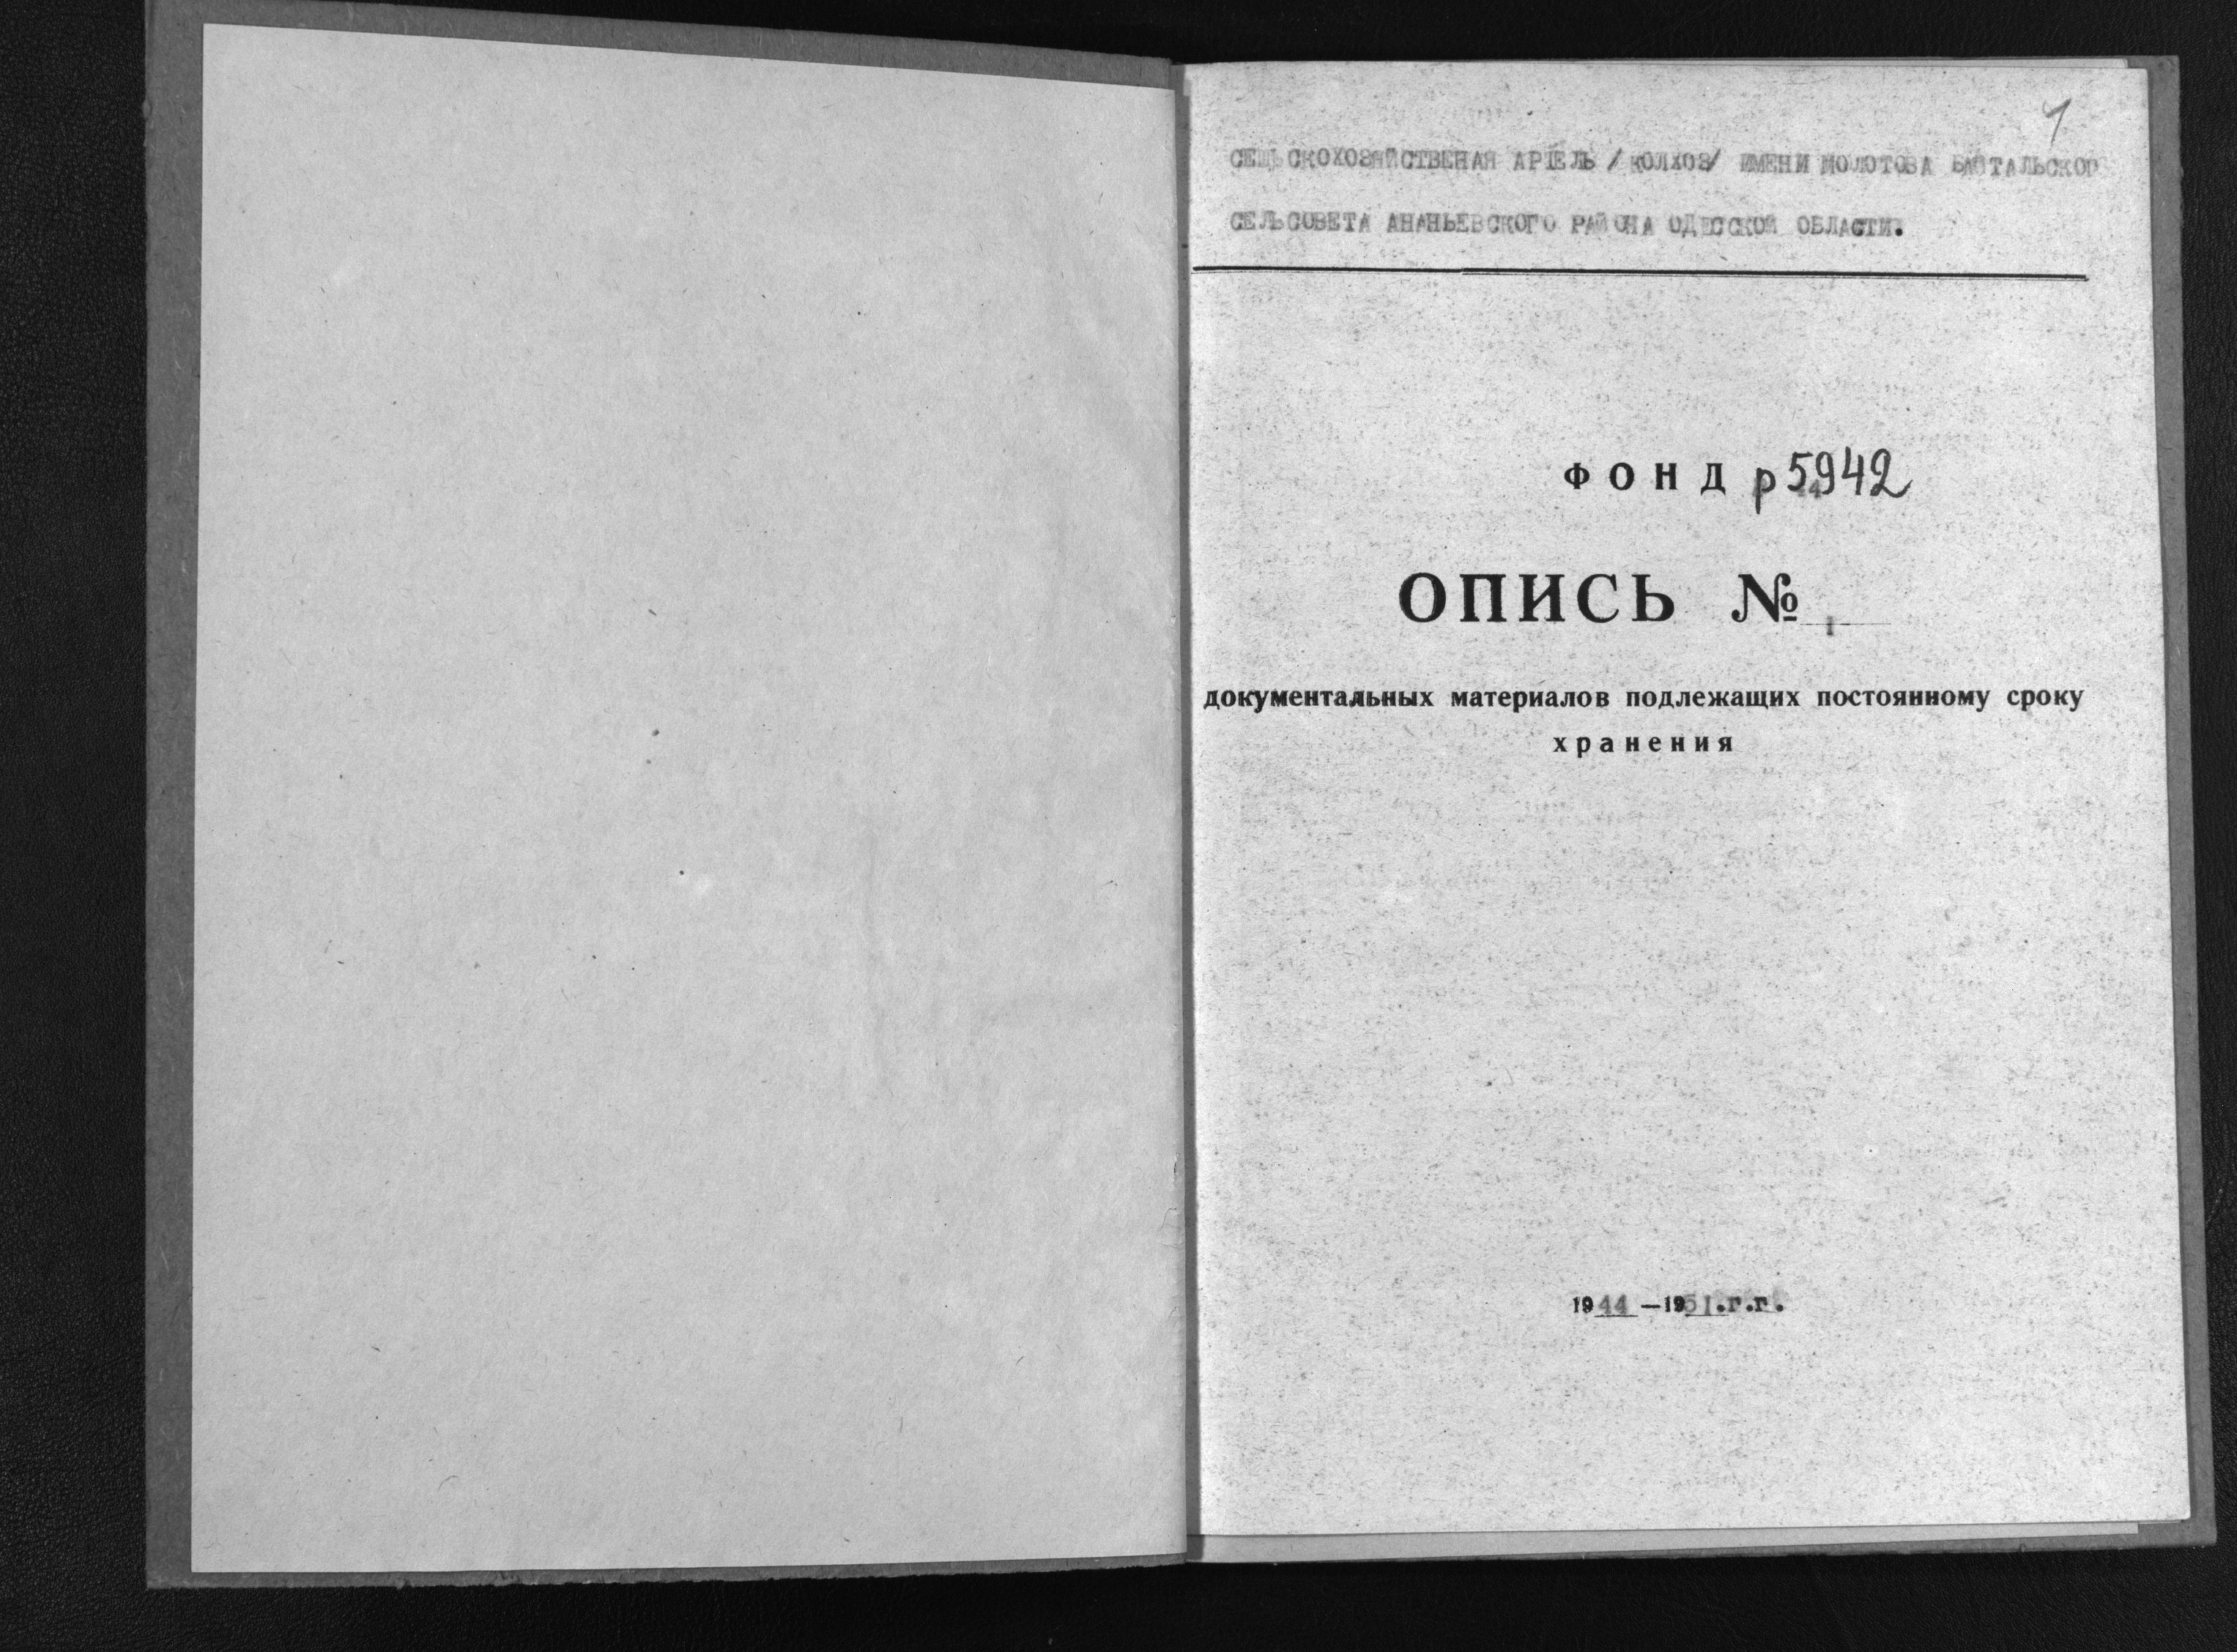 1
СЕЛЬСКОХОЗЯЙСТВЕНАЯ АРТЕЛЬ /КОЛХОЗ/ ИМЕНИ МОЛОТОВА
СЕЛЬСОВЕТА АНАНЬЕВСКОГО РАЙОНА ОДЕССКОЙ ОБЛАСТИ.
ФОНД р5942
ОПИСЬ № 1
документальных материалов подлежащих постоянному сроку
хранения
1944 — 1951.г.г.